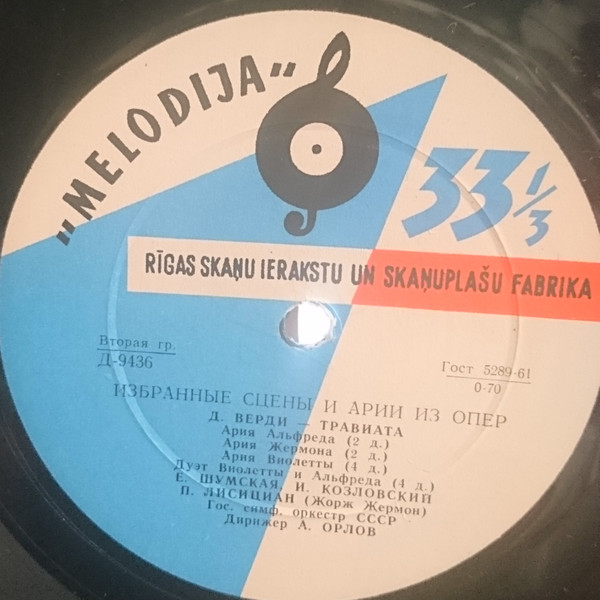 „MELODIJA“
33 1/3
RĪGAS SKAŅU IERAKSTU UN SKAŅUPLAŠU FABRIKA
Вторая гр.
Д-9436
Гост 5289-61
0-70
ИЗБРАННЫЕ СЦЕНЫ И АРИИ ИЗ ОПЕР
Д. ВЕРДИ — ТРАВИАТА
Ария Альфреда (2 д.)
Ария Жермона (2 д.)
Ария Виолетты (4 д.)
Дуэт Виолетты и Альфреда (4 д.)
Е. ШУМСКАЯ, И. КОЗЛОВСКИЙ
П. ЛИСИЦИАН (Жорж Жермон)
Гос. симф. оркестр СССР
Дирижер А. ОРЛОВ